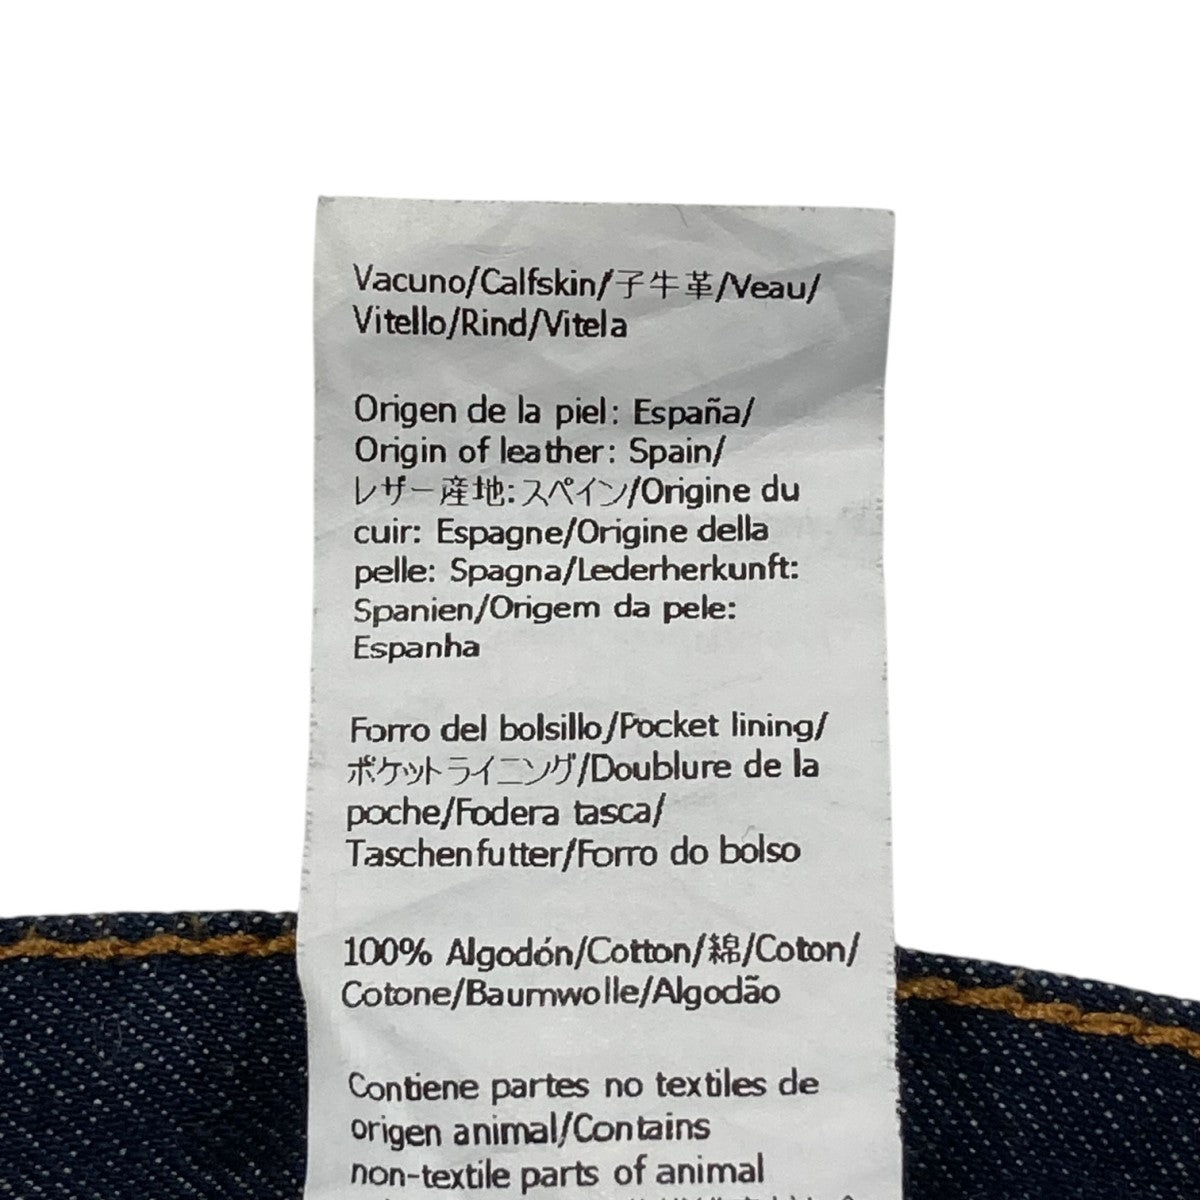 Vacuno/Calfskin/子牛革/Veau/
Vitello/Rind/Vitela
Origen de la piel: España/
Origin of leather: Spain/
レザー産地:スペイン/Origine du
cuir: Espagne/Origine della
pelle: Spagna/Lederherkunft:
Spanien/Origem da pele:
Espanha
Forro del bolsillo/Pocket lining/
ポケットライニング/Doublure de la
poche/Fodera tasca/
Taschenfutter/Forro do bolso
100% Algodón/Cotton/綿/Coton/
Cotone/Baumwolle/Algodão
Contiene partes no textiles de
origen animal/Contains
non-textile parts of animal